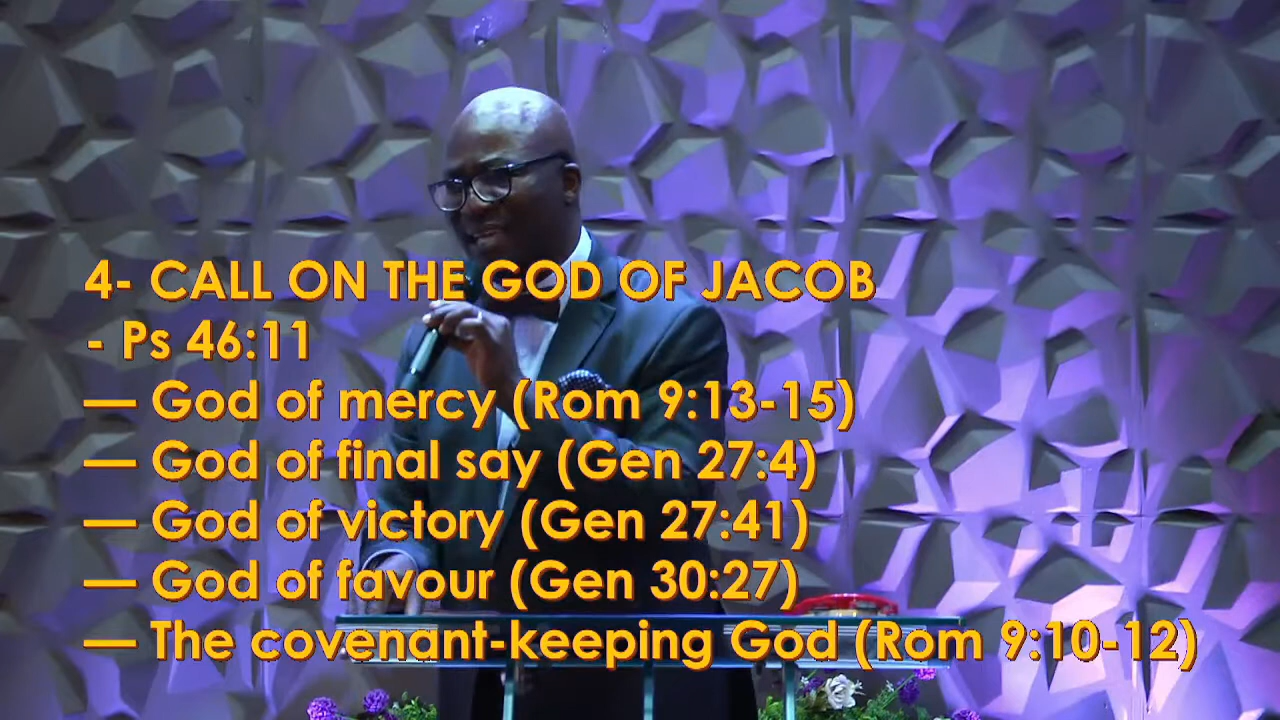 4- CALL ON THE GOD OF JACOB
- Ps 46:11
— God of mercy (Rom 9:13-15)
— God of final say (Gen 27:4)
— God of victory (Gen 27:41)
— God of favour (Gen 30:27)
— The covenant-keeping God (Rom 9:10-12)